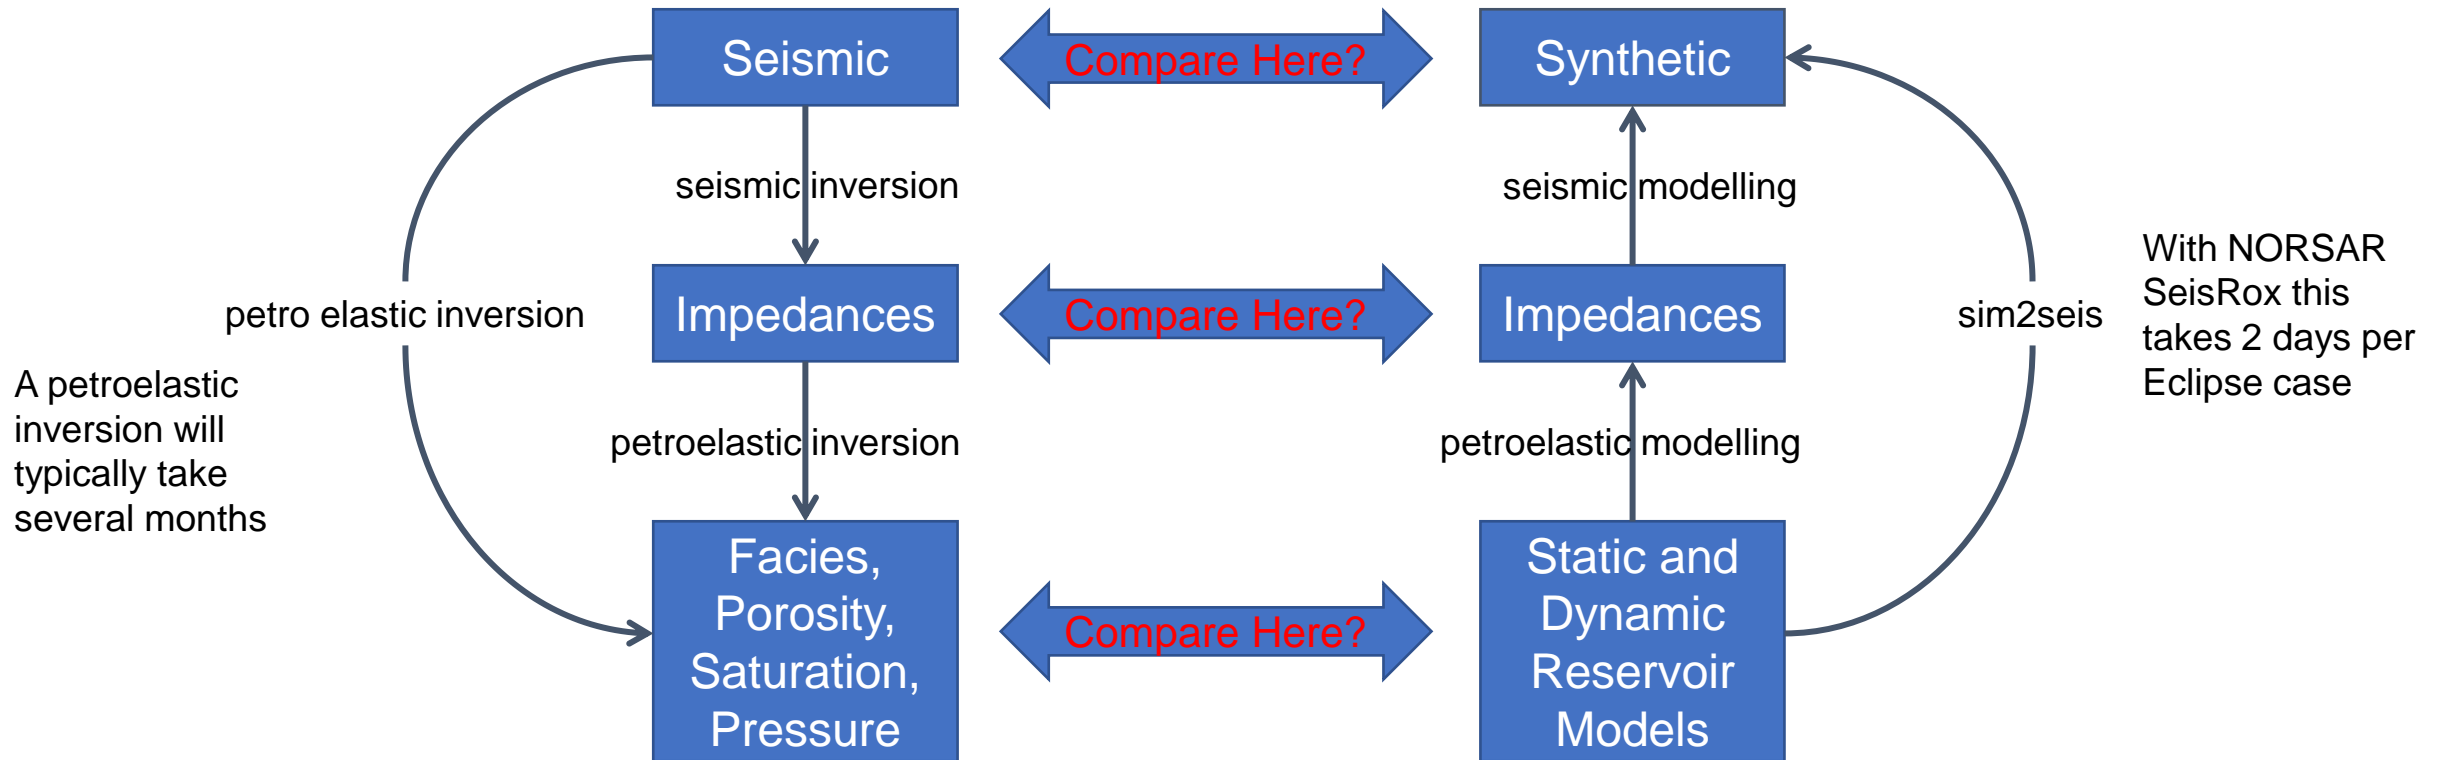 Seismic
Compare Here?
Synthetic
seismic inversion
seismic modelling
Impedances
Compare Here?
Impedances
petro elastic inversion
sim2seis
With NORSAR
SeisRox this
takes 2 days per
Eclipse case
A petroelastic
inversion will
typically take
several months
petroelastic inversion
petroelastic modelling
Facies,
Porosity,
Saturation,
Pressure
Compare Here?
Static and
Dynamic
Reservoir
Models